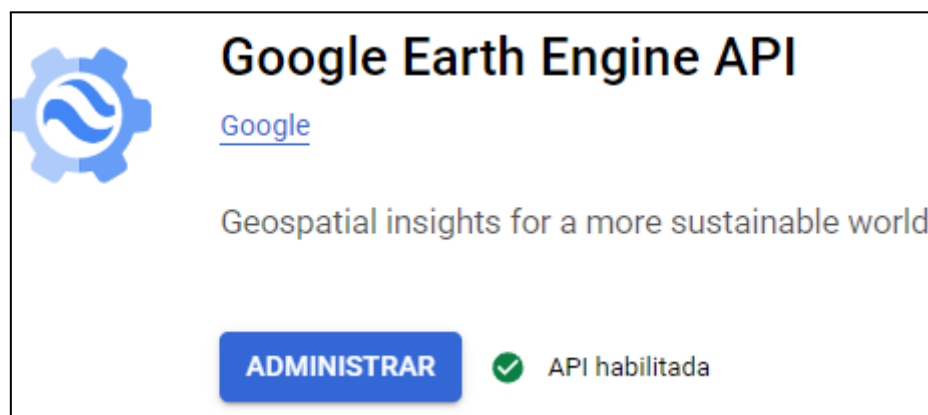 Google Earth Engine API
Google
Geospatial insights for a more sustainable world
ADMINISTRAR API habilitada